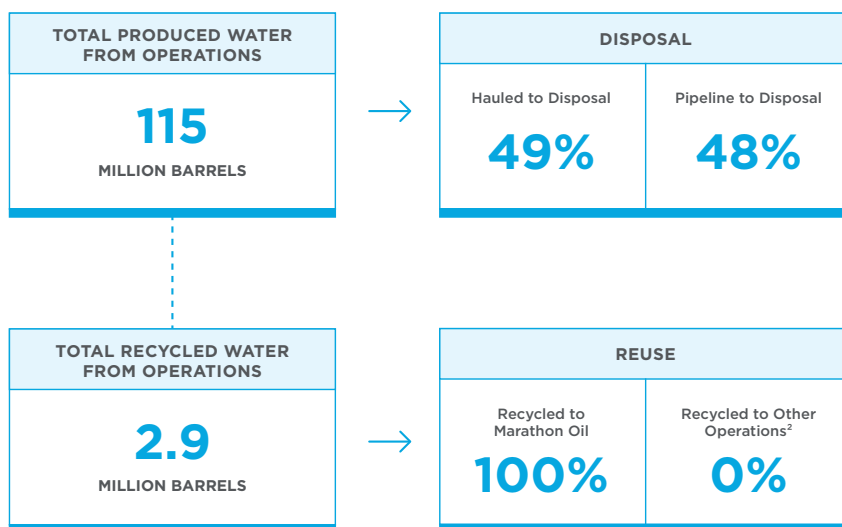 TOTAL PRODUCED WATER
FROM OPERATIONS
115
MILLION BARRELS
DISPOSAL
Hauled to Disposal
49%
Pipeline to Disposal
48%
TOTAL RECYCLED WATER
FROM OPERATIONS
2.9
MILLION BARRELS
REUSE
Recycled to
Marathon Oil
100%
Recycled to Other
Operations²
0%